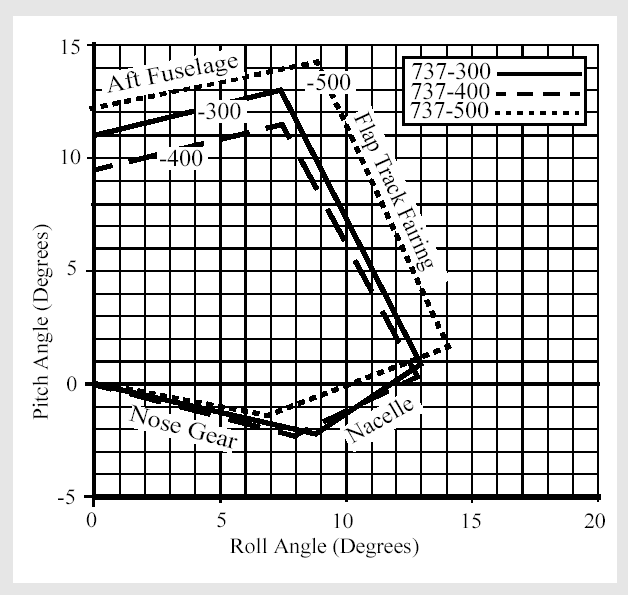 15
Aft Fuselage
-500
737-300
737-400
737-500
-300
Flap Track Fairing
-400
10
5
Pitch Angle (Degrees)
0
Nose Gear
Nacelle
-5
0
5
10
15
20
Roll Angle (Degrees)